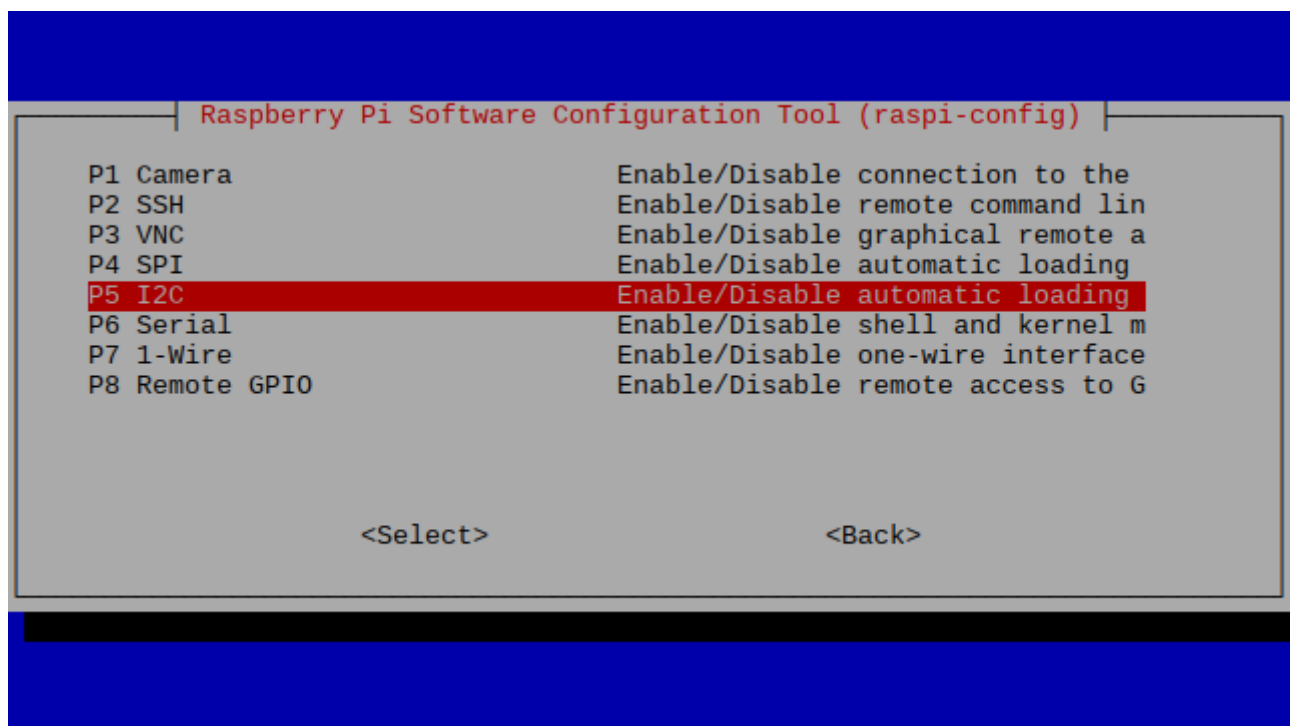 Raspberry Pi Software Configuration Tool (raspi-config)
P1 Camera Enable/Disable connection to the
P2 SSH Enable/Disable remote command lin
P3 VNC Enable/Disable graphical remote a
P4 SPI Enable/Disable automatic loading
P5 I2C Enable/Disable automatic loading
P6 Serial Enable/Disable shell and kernel m
P7 1-Wire Enable/Disable one-wire interface
P8 Remote GPIO Enable/Disable remote access to G
<Select> <Back>